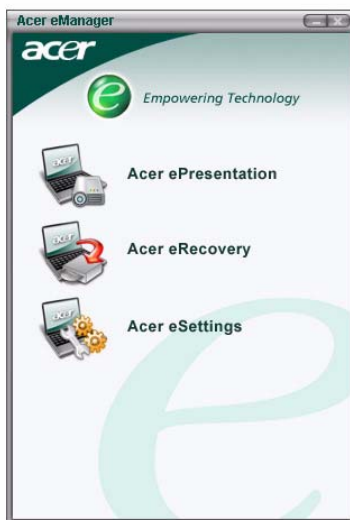 Acer eManager
acer
e Empowering Technology
Acer ePresentation
Acer eRecovery
Acer eSettings
e